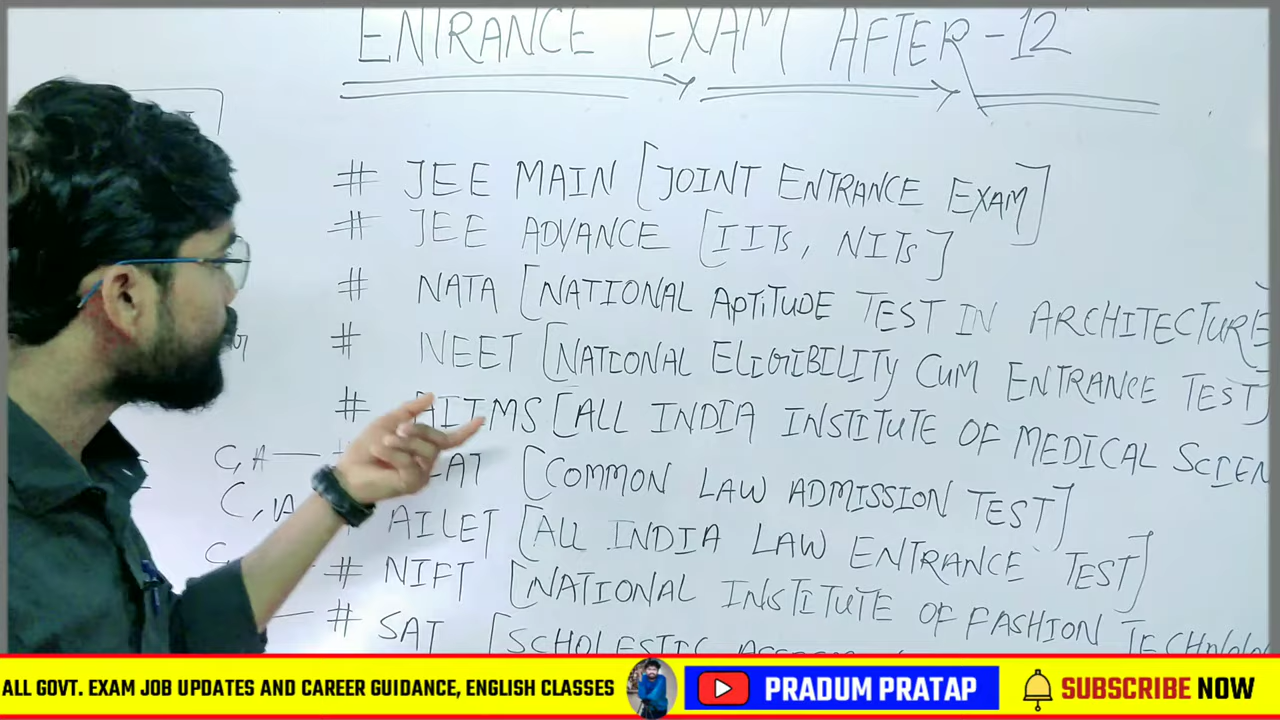 ENTRANCE EXAM AFTER-12
# JEE MAIN [JOINT ENTRANCE EXAM]
# JEE ADVANCE [IITs, NITs]
# NATA [NATIONAL APTITUDE TEST IN ARCHITECTURE]
# NEET [NATIONAL ELIGIBILITY CUM ENTRANCE TEST]
# AIIMS [ALL INDIA INSTITUTE OF MEDICAL SCIEN
C, A— LAT [COMMON LAW ADMISSION TEST]
C, A AILET [ALL INDIA LAW ENTRANCE TEST]
# NIFT [NATIONAL INSTITUTE OF FASHION TECHNOLO
# SAT [SCHOLESTIC
ALL GOVT. EXAM JOB UPDATES AND CAREER GUIDANCE, ENGLISH CLASSES PRADUM PRATAP SUBSCRIBE NOW